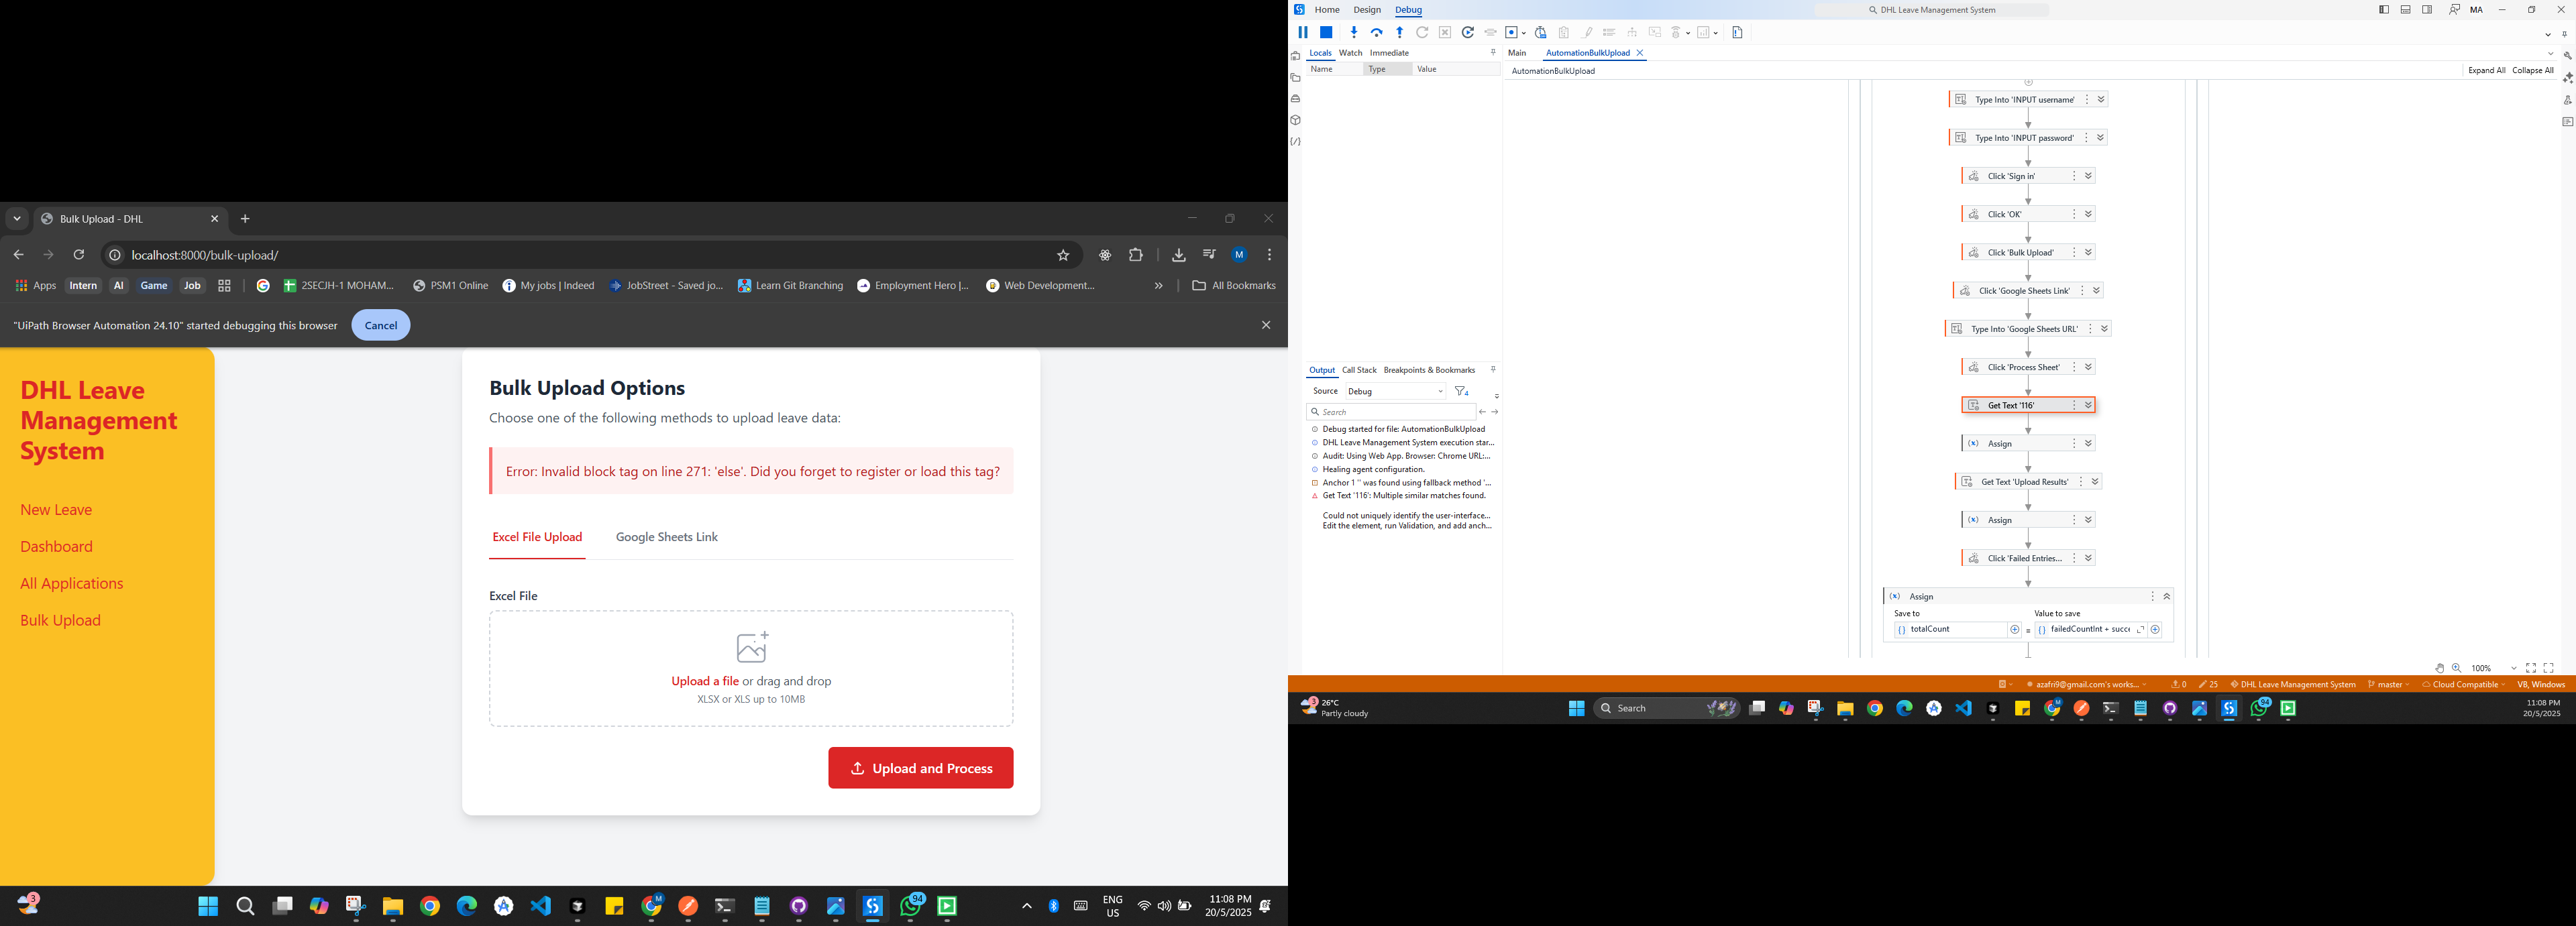 Bulk Upload - DHL
localhost:8000/bulk-upload/
M
Apps
Intern
AI
Game
Job
2SECJH-1 MOHAM...
PSM1 Online
My jobs | Indeed
JobStreet - Saved jo...
Learn Git Branching
Employment Hero |...
Web Development...
»
All Bookmarks
"UiPath Browser Automation 24.10" started debugging this browser
Cancel
DHL Leave
Management
System
New Leave
Dashboard
All Applications
Bulk Upload
Bulk Upload Options
Choose one of the following methods to upload leave data:
Error: Invalid block tag on line 271: 'else'. Did you forget to register or load this tag?
Excel File Upload
Google Sheets Link
Excel File
Upload a file or drag and drop
XLSX or XLS up to 10MB
Upload and Process
3
M
94
ENG
US
11:08 PM
20/5/2025
Home
Design
Debug
DHL Leave Management System
MA
Locals
Watch
Immediate
Name
Type
Value
Main
AutomationBulkUpload
AutomationBulkUpload
Expand All
Collapse All
Type Into 'INPUT username'
Type Into 'INPUT password'
Click 'Sign in'
Click 'OK'
Click 'Bulk Upload'
Click 'Google Sheets Link'
Type Into 'Google Sheets URL'
Click 'Process Sheet'
Get Text '116'
Assign
Get Text 'Upload Results'
Assign
Click 'Failed Entries...
Assign
Save to
Value to save
totalCount
=
failedCountInt + succe
Output
Call Stack
Breakpoints & Bookmarks
Source
Debug
4
Search
Debug started for file: AutomationBulkUpload
DHL Leave Management System execution star...
Audit: Using Web App. Browser: Chrome URL:...
Healing agent configuration.
Anchor 1 '' was found using fallback method '...
Get Text '116': Multiple similar matches found.
Could not uniquely identify the user-interface...
Edit the element, run Validation, and add anch...
100%
azafri9@gmail.com's works...
0
25
DHL Leave Management System
master
Cloud Compatible
VB, Windows
3
26°C
Partly cloudy
Search
M
94
11:08 PM
20/5/2025